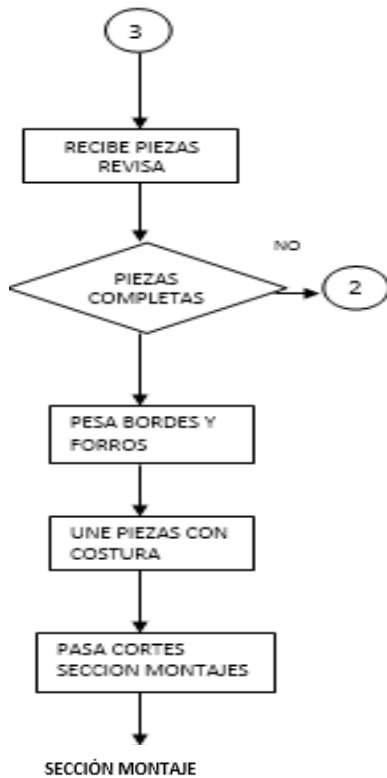 3
RECIBE PIEZAS
REVISA
NO
PIEZAS
COMPLETAS
2
PESA BORDES Y
FORROS
UNE PIEZAS CON
COSTURA
PASA CORTES
SECCION MONTAJES
SECCIÓN MONTAJE